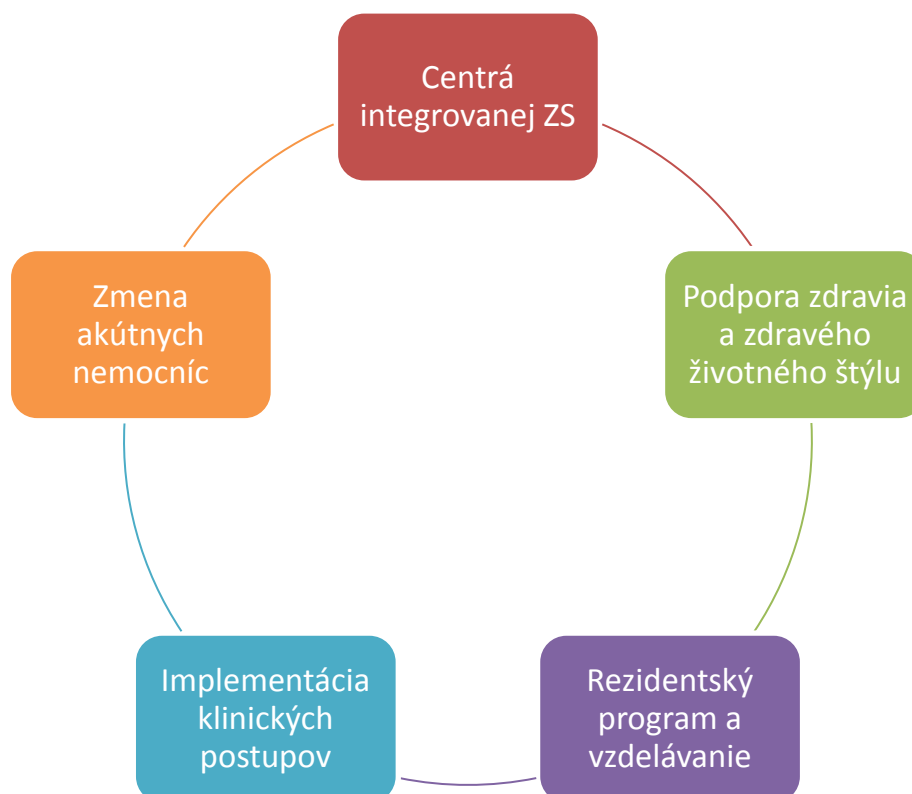 Centrá
integrovanej ZS
Podpora zdravia
a zdravého
životného štýlu
Rezidentský
program a
vzdelávanie
Implementácia
klinických
postupov
Zmena
akútnych
nemocníc